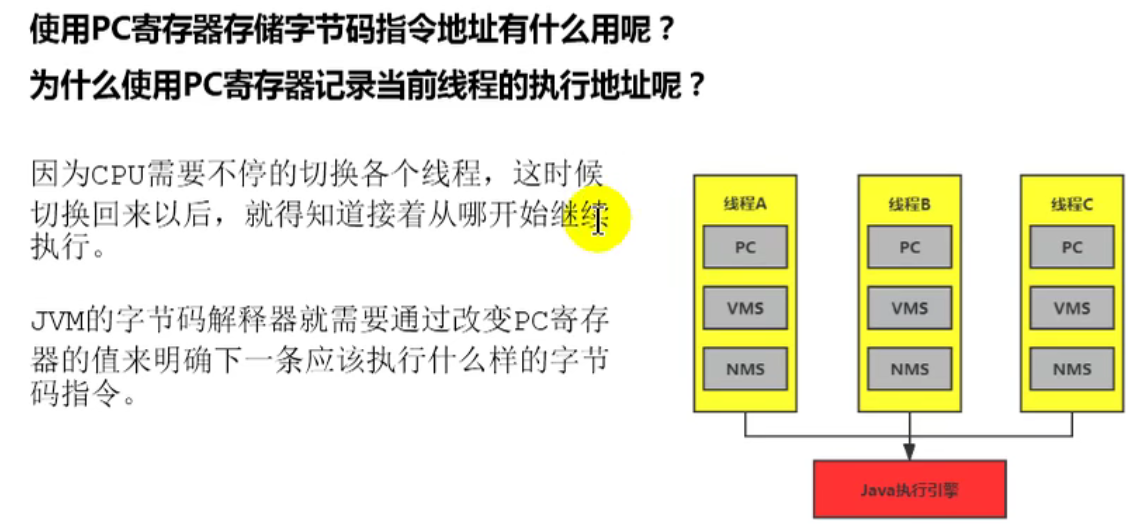 使用PC寄存器存储字节码指令地址有什么用呢？
为什么使用PC寄存器记录当前线程的执行地址呢？
因为CPU需要不停的切换各个线程，这时候
切换回来以后，就得知道接着从哪开始继续
执行。
JVM的字节码解释器就需要通过改变PC寄存
器的值来明确下一条应该执行什么样的字节
码指令。
线程A
PC
VMS
NMS
线程B
PC
VMS
NMS
线程C
PC
VMS
NMS
Java执行引擎